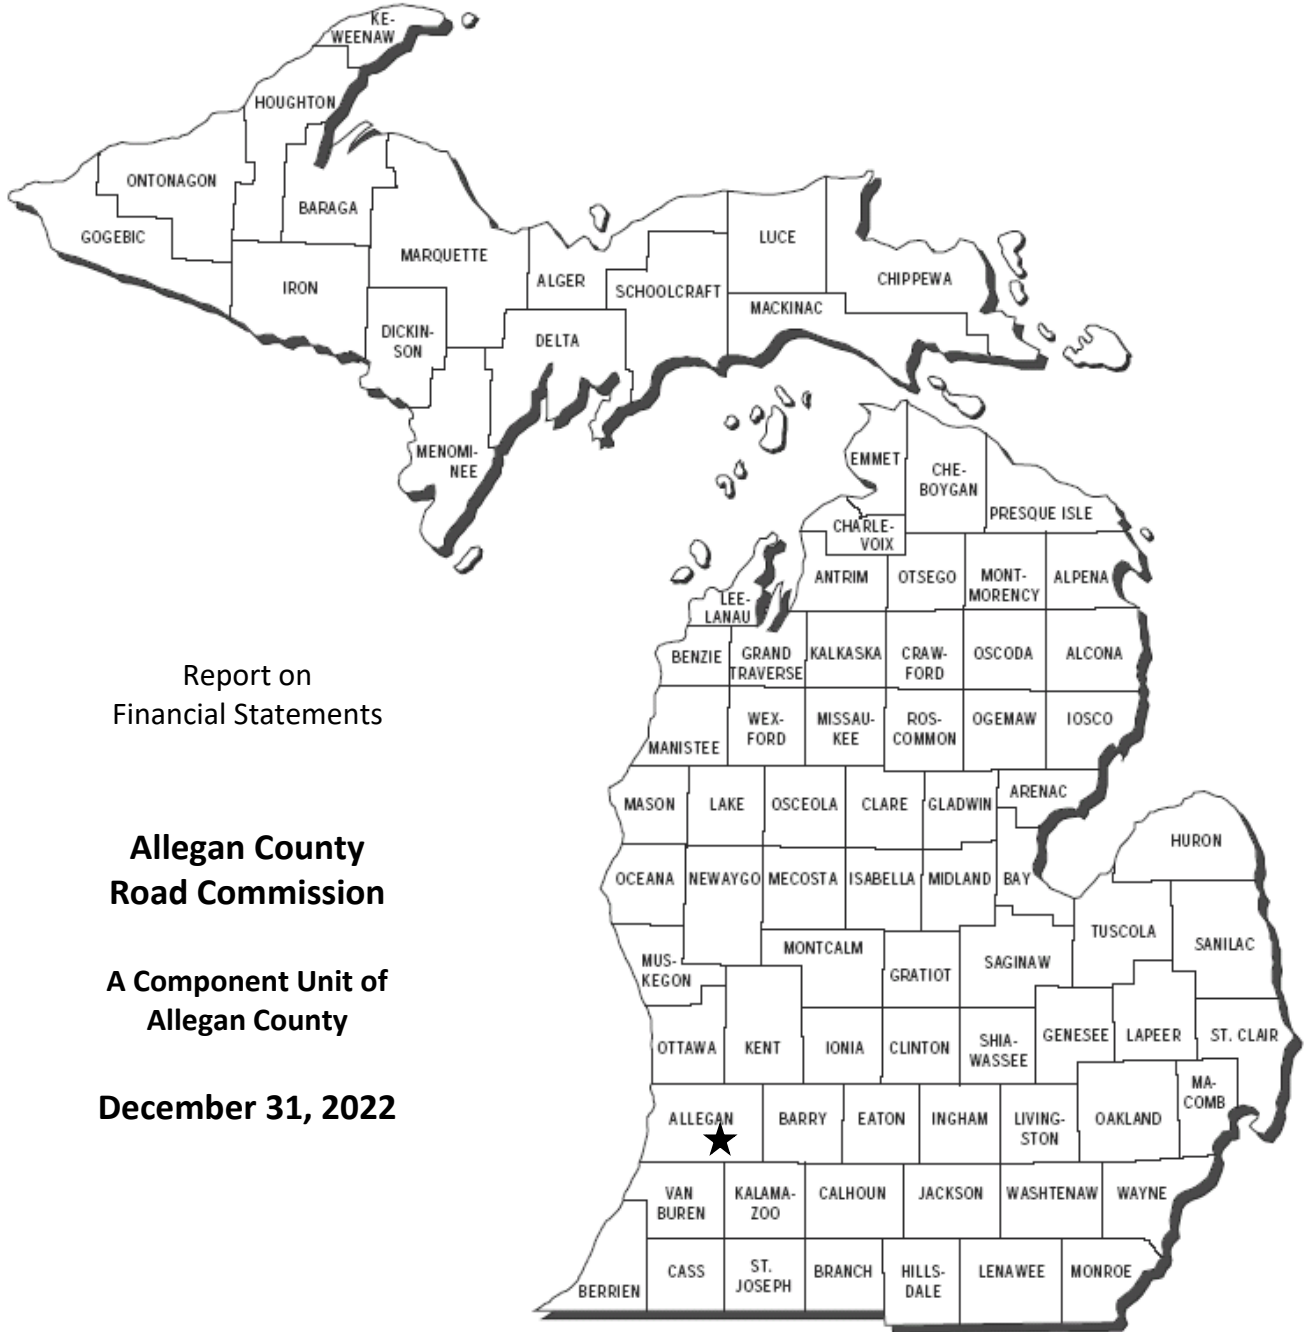 KE-
WEENAW
HOUGHTON
ONTONAGON
BARAGA
GOGEBIC
LUCE
MARQUETTE
ALGER
CHIPPEWA
IRON
SCHOOLCRAFT
MACKINAC
DICKIN-
SON
DELTA
MENOMI-
NEE
EMMET
CHE-
BOYGAN
PRESQUE ISLE
CHARLE-
VOIX
ANTRIM
OTSEGO
MONT-
MORENCY
ALPENA
LEE-
LANAU
BENZIE
GRAND
TRAVERSE
KALKASKA
CRAW-
FORD
OSCODA
ALCONA
Report on
Financial Statements
MANISTEE
WEX-
FORD
MISSAU-
KEE
ROS-
COMMON
OGEMAW
IOSCO
MASON
LAKE
OSCEOLA
CLARE
GLADWIN
ARENAC
HURON
Allegan County
Road Commission
OCEANA
NEWAYGO
MECOSTA
ISABELLA
MIDLAND
BAY
TUSCOLA
SANILAC
MUS-
KEGON
MONTCALM
GRATIOT
SAGINAW
A Component Unit of
Allegan County
OTTAWA
KENT
IONIA
CLINTON
SHIA-
WASSEE
GENESEE
LAPEER
ST. CLAIR
December 31, 2022
ALLEGAN
BARRY
EATON
INGHAM
LIVING-
STON
OAKLAND
MA-
COMB
VAN
BUREN
KALAMA-
ZOO
CALHOUN
JACKSON
WASHTENAW
WAYNE
BERRIEN
CASS
ST.
JOSEPH
BRANCH
HILLS-
DALE
LENAWEE
MONROE